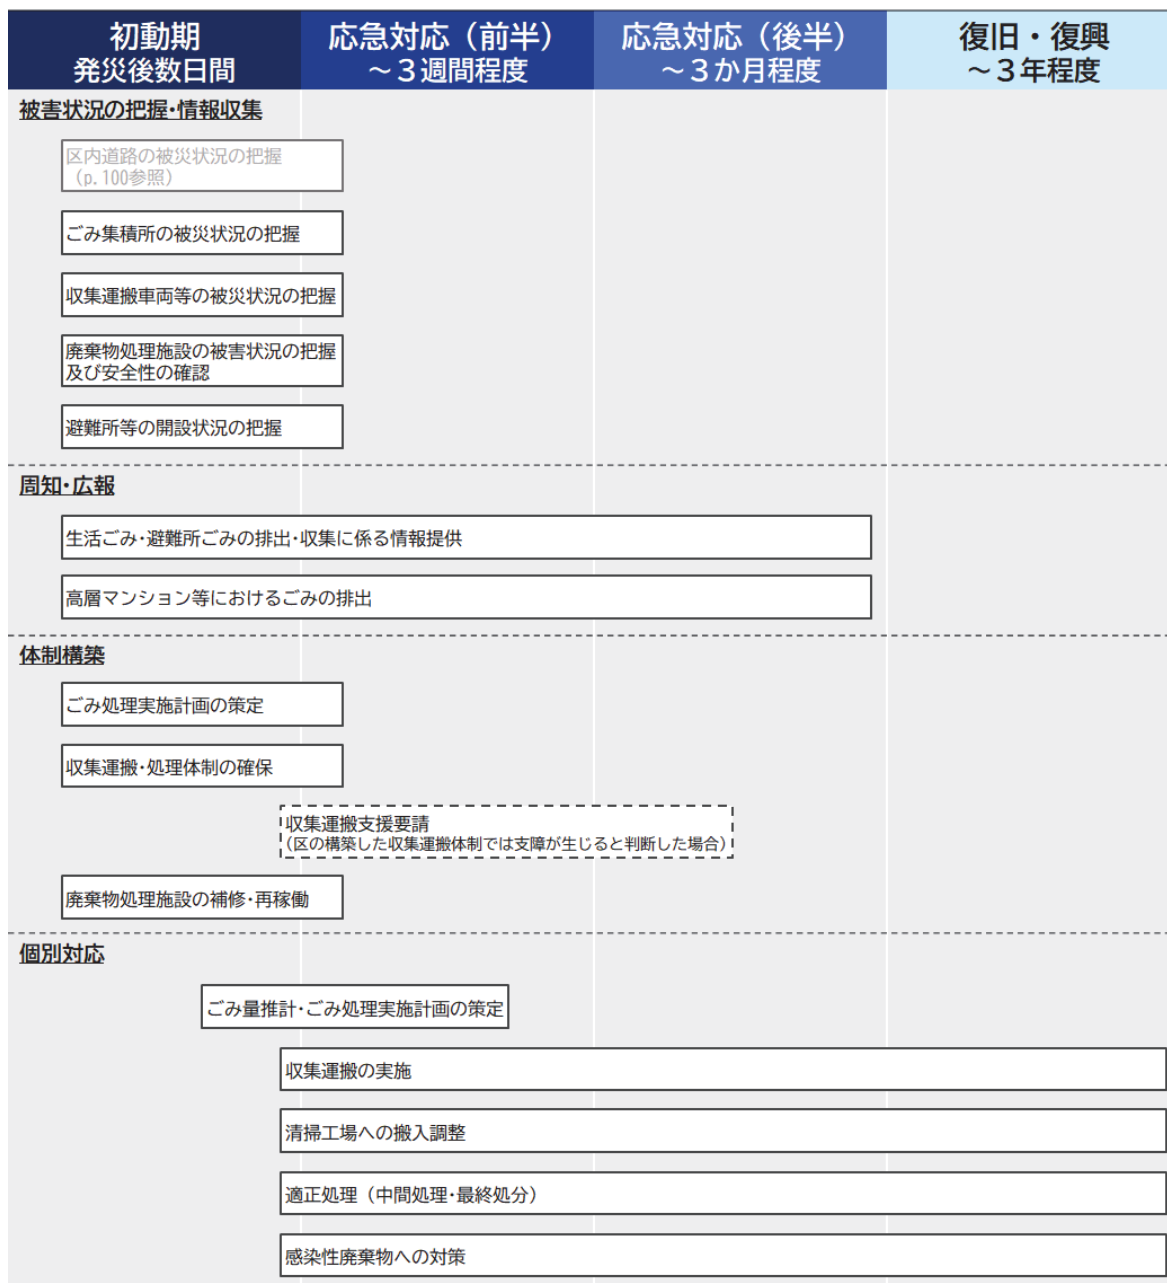 初動期
発災後数日間
応急対応（前半）
～３週間程度
応急対応（後半）
～３か月程度
復旧・復興
～３年程度
被害状況の把握・情報収集
区内道路の被災状況の把握
（p.100参照）
ごみ集積所の被災状況の把握
収集運搬車両等の被災状況の把握
廃棄物処理施設の被害状況の把握
及び安全性の確認
避難所等の開設状況の把握
周知・広報
生活ごみ・避難所ごみの排出・収集に係る情報提供
高層マンション等におけるごみの排出
体制構築
ごみ処理実施計画の策定
収集運搬・処理体制の確保
収集運搬支援要請
（区の構築した収集運搬体制では支障が生じると判断した場合）
廃棄物処理施設の補修・再稼働
個別対応
ごみ量推計・ごみ処理実施計画の策定
収集運搬の実施
清掃工場への搬入調整
適正処理（中間処理・最終処分）
感染性廃棄物への対策